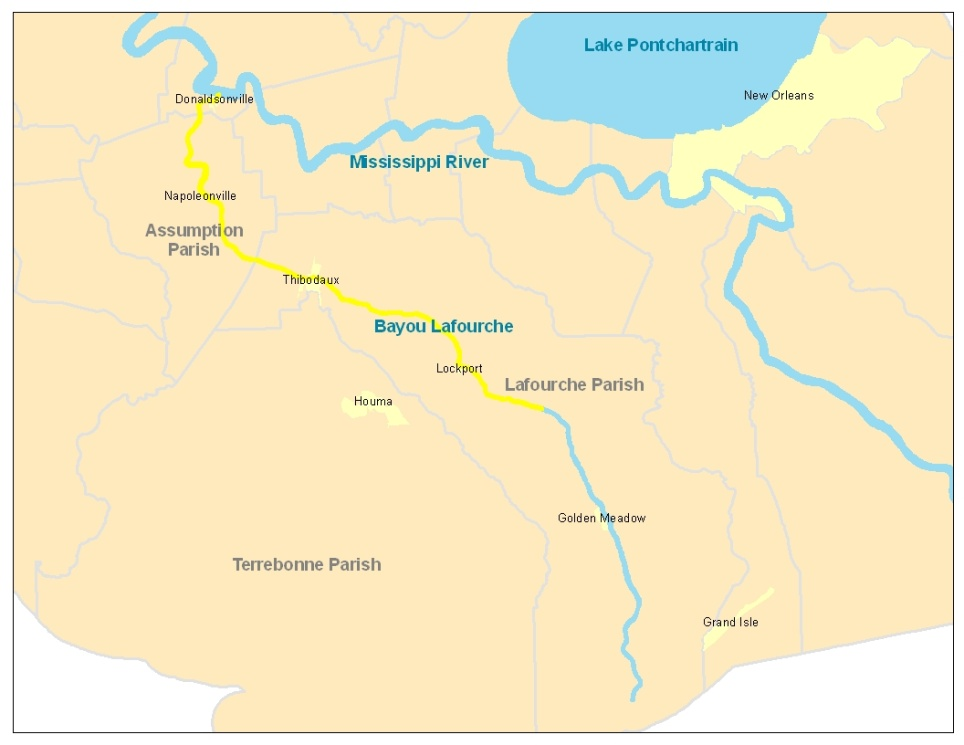 Lake Pontchartrain
New Orleans
Donaldsonville
Mississippi River
Napoleonville
Assumption
Parish
Thibodaux
Bayou Lafourche
Lockport
Lafourche Parish
Houma
Golden Meadow
Terrebonne Parish
Grand Isle